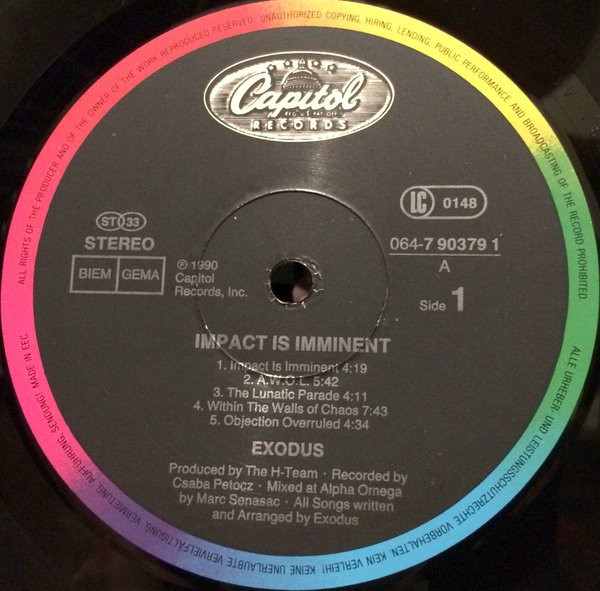 ALL RIGHTS OF THE PRODUCER AND OF THE OWNER OF THE WORK REPRODUCED RESERVED. UNAUTHORIZED COPYING, HIRING, LENDING, PUBLIC PERFORMANCE AND BROADCASTING OF THE RECORD PROHIBITED.
Capitol
REG. U.S. PAT. OFF.
RECORDS
LC 0148
ST 33
STEREO
064-7 90379 1
BIEM GEMA
A
℗ 1990
Capitol
Records, Inc.
Side 1
IMPACT IS IMMINENT
1. Impact Is Imminent 4:19
2. A.W.O.L. 5:42
3. The Lunatic Parade 4:11
4. Within The Walls of Chaos 7:43
5. Objection Overruled 4:34
EXODUS
Produced by The H-Team · Recorded by
Csaba Petocz · Mixed at Alpha Omega
by Marc Senasac · All Songs written
and Arranged by Exodus
ALLE URHEBER- UND LEISTUNGSSCHUTZRECHTE VORBEHALTEN. KEIN VERLEIH! KEINE UNERLAUBTE VERVIELFÄLTIGUNG, VERMIETUNG, AUFFÜHRUNG, SENDUNG! MADE IN EEC.